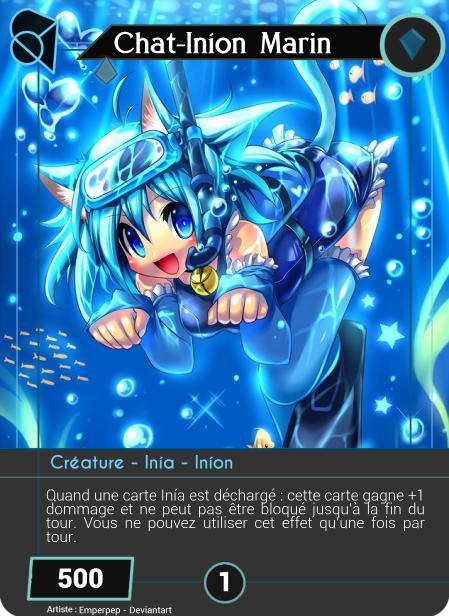 Chat-Iníon Marin
Créature - Inía - Iníon
Quand une carte Inía est déchargé : cette carte gagne +1
dommage et ne peut pas être bloqué jusqu'à la fin du
tour. Vous ne pouvez utiliser cet effet qu'une fois par
tour.
500
1
Artiste : Emperpep - Deviantart